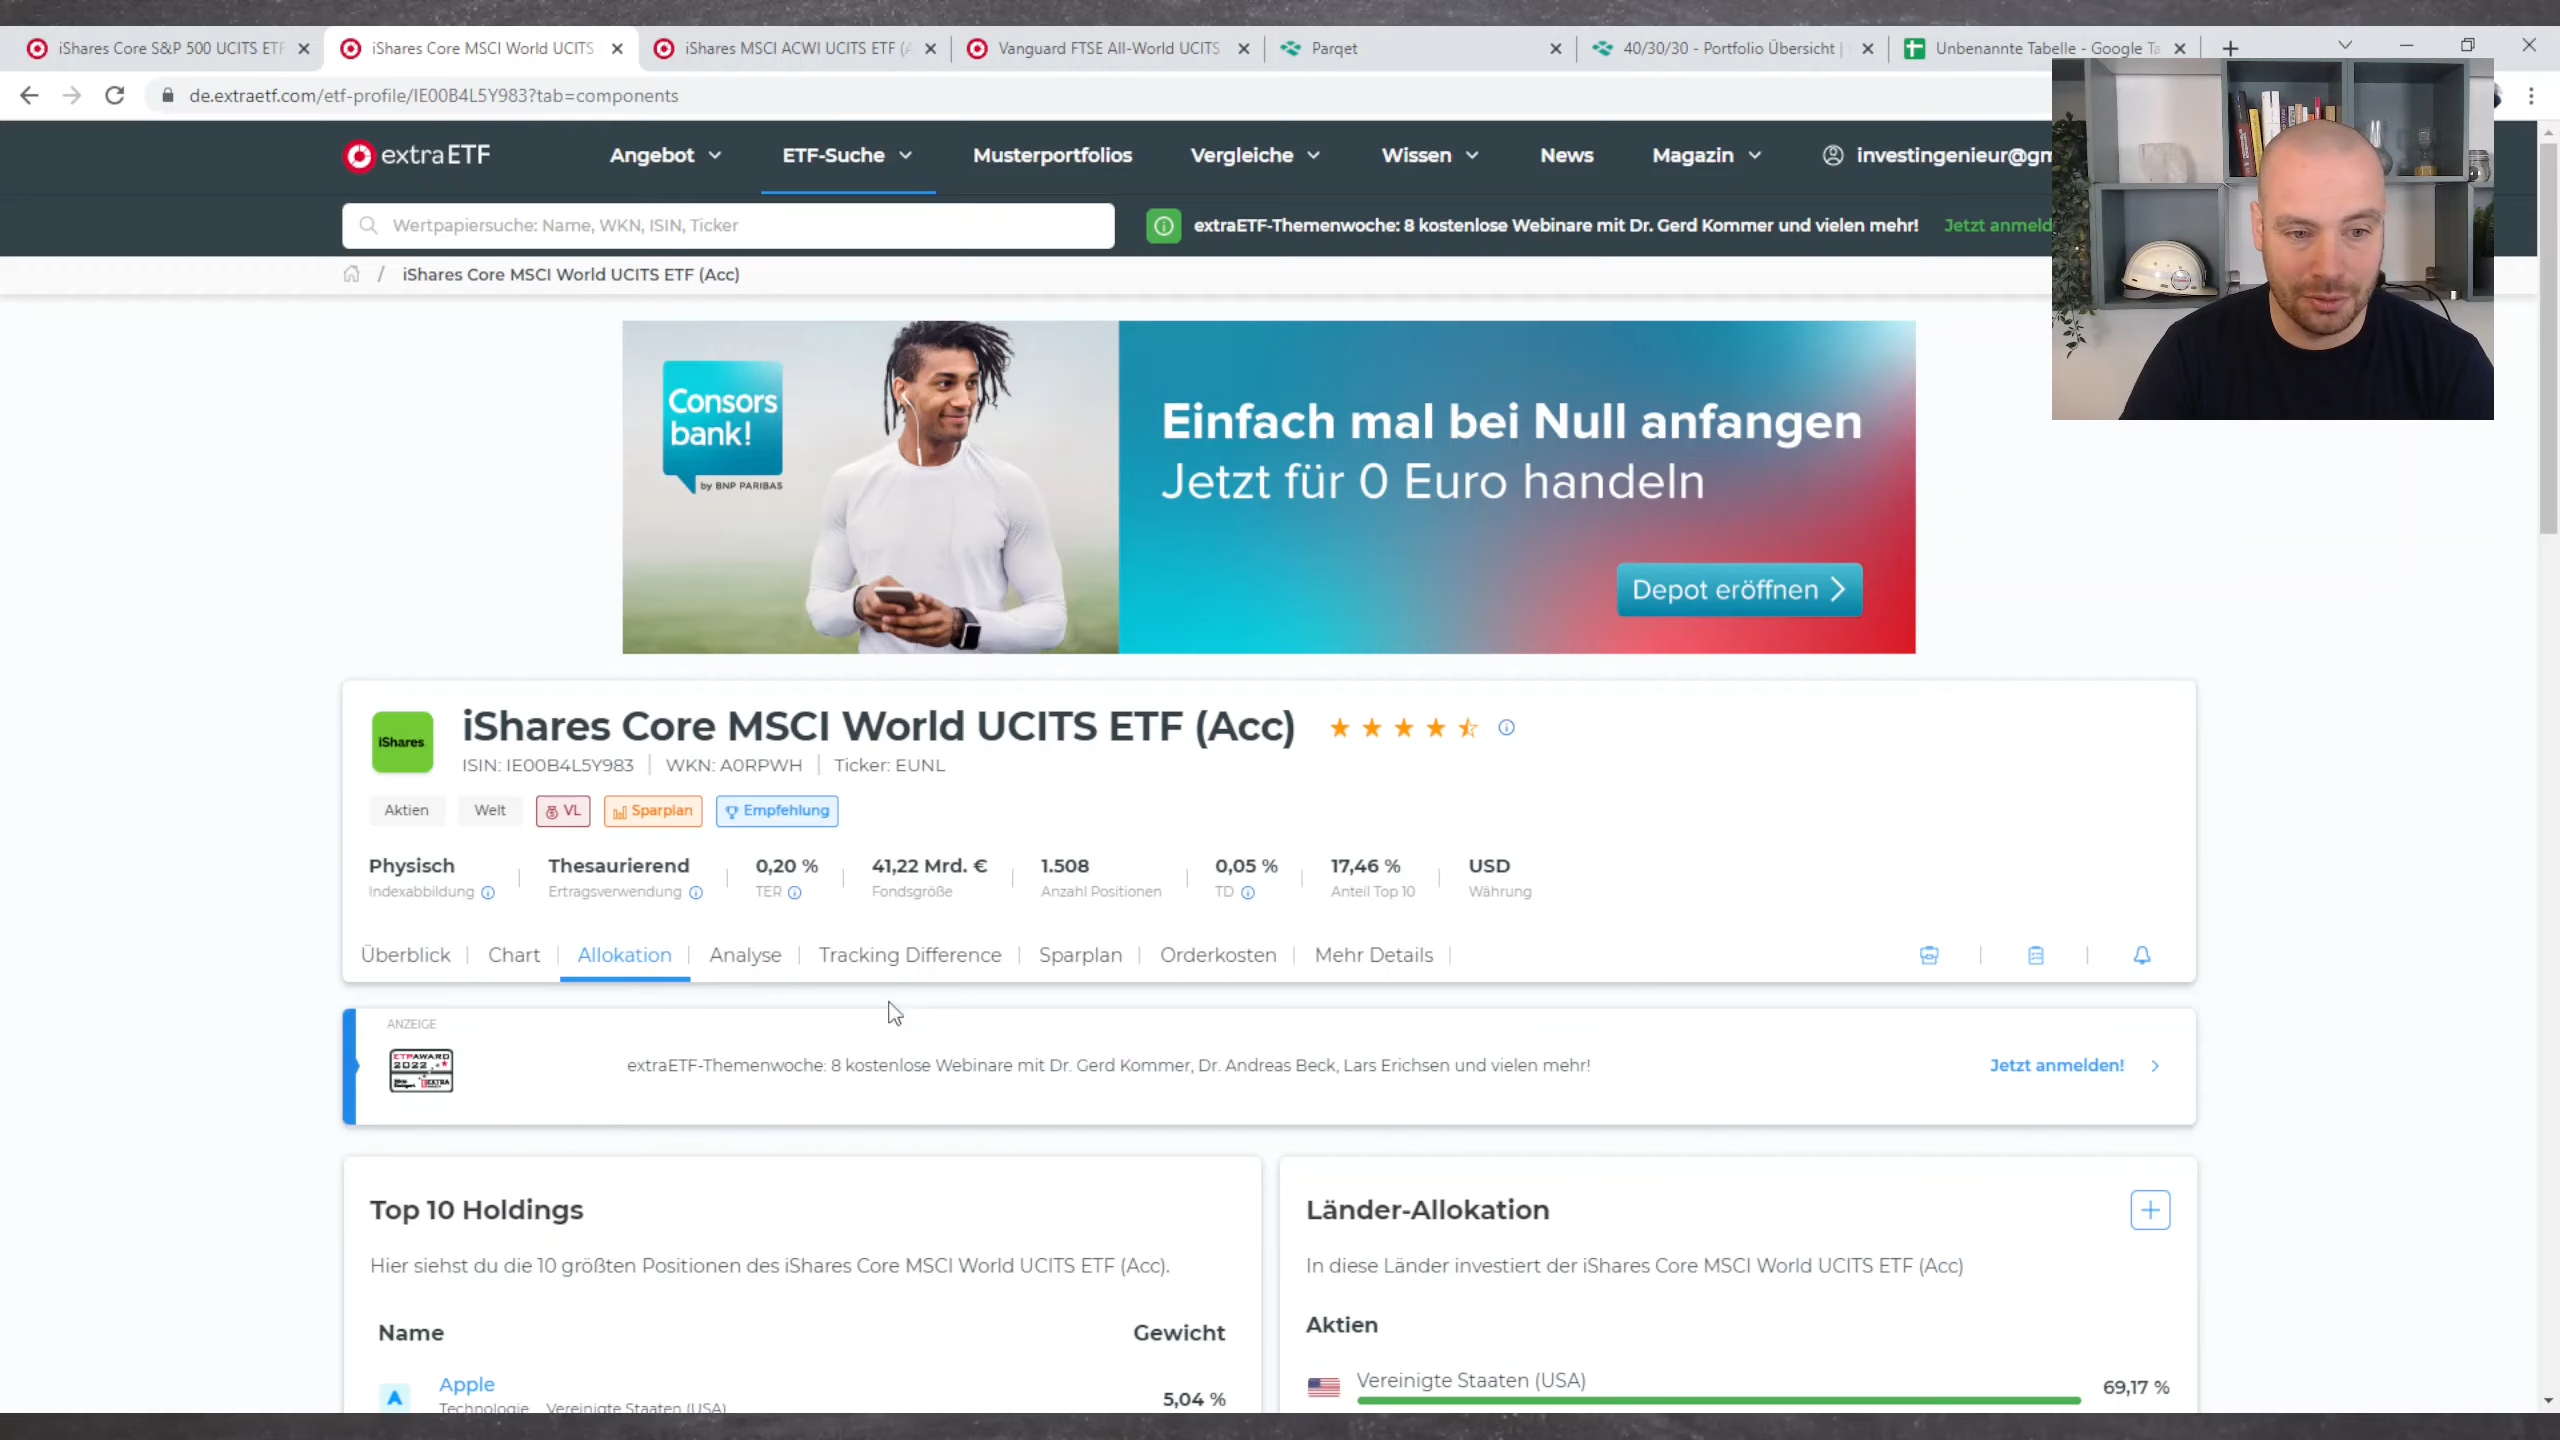 iShares Core S&P 500 UCITS ETF
iShares Core MSCI World UCITS
iShares MSCI ACWI UCITS ETF (A
Vanguard FTSE All-World UCITS
Parqet
40/30/30 - Portfolio Übersicht |
Unbenannte Tabelle - Google Ta
de.extraetf.com/etf-profile/IE00B4L5Y983?tab=components
extraETF
Angebot
ETF-Suche
Musterportfolios
Vergleiche
Wissen
News
Magazin
investingenieur@gm
Wertpapiersuche: Name, WKN, ISIN, Ticker
extraETF-Themenwoche: 8 kostenlose Webinare mit Dr. Gerd Kommer und vielen mehr!
Jetzt anmeld
/ iShares Core MSCI World UCITS ETF (Acc)
Consors
bank!
by BNP PARIBAS
Einfach mal bei Null anfangen
Jetzt für 0 Euro handeln
Depot eröffnen
iShares
iShares Core MSCI World UCITS ETF (Acc)
ISIN: IE00B4L5Y983 | WKN: A0RPWH | Ticker: EUNL
Aktien
Welt
VL
Sparplan
Empfehlung
Physisch
Indexabbildung
Thesaurierend
Ertragsverwendung
0,20 %
TER
41,22 Mrd. €
Fondsgröße
1.508
Anzahl Positionen
0,05 %
TD
17,46 %
Anteil Top 10
USD
Währung
Überblick
Chart
Allokation
Analyse
Tracking Difference
Sparplan
Orderkosten
Mehr Details
ANZEIGE
ETPAWARD
2022
EXTRA
extraETF-Themenwoche: 8 kostenlose Webinare mit Dr. Gerd Kommer, Dr. Andreas Beck, Lars Erichsen und vielen mehr!
Jetzt anmelden!
Top 10 Holdings
Hier siehst du die 10 größten Positionen des iShares Core MSCI World UCITS ETF (Acc).
Name
Gewicht
A
Apple
5,04 %
Technologie Vereinigte Staaten (USA)
Länder-Allokation
In diese Länder investiert der iShares Core MSCI World UCITS ETF (Acc)
Aktien
Vereinigte Staaten (USA)
69,17 %